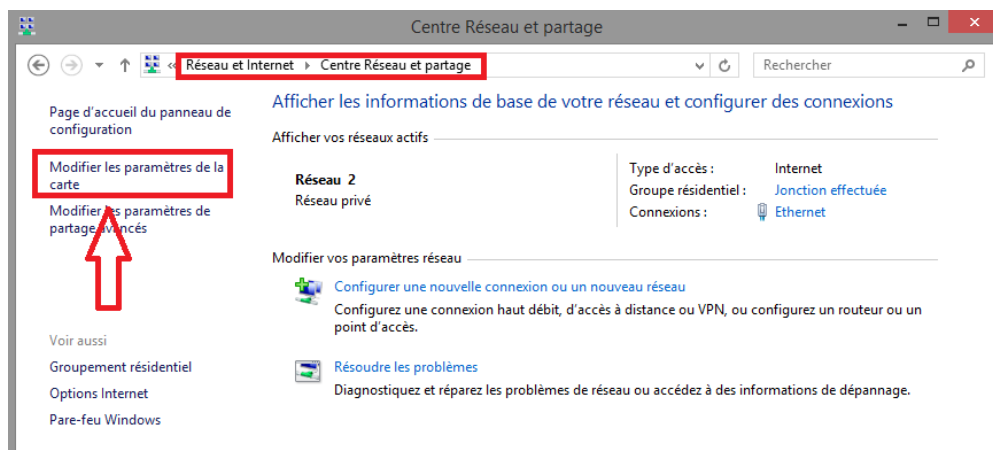 Centre Réseau et partage
« Réseau et Internet Centre Réseau et partage
Rechercher
Page d'accueil du panneau de
configuration
Modifier les paramètres de la
carte
Modifier les paramètres de
partage avancés
Voir aussi
Groupement résidentiel
Options Internet
Pare-feu Windows
Afficher les informations de base de votre réseau et configurer des connexions
Afficher vos réseaux actifs
Réseau 2
Réseau privé
Type d'accès : Internet
Groupe résidentiel : Jonction effectuée
Connexions : Ethernet
Modifier vos paramètres réseau
Configurer une nouvelle connexion ou un nouveau réseau
Configurez une connexion haut débit, d'accès à distance ou VPN, ou configurez un routeur ou un
point d'accès.
Résoudre les problèmes
Diagnostiquez et réparez les problèmes de réseau ou accédez à des informations de dépannage.